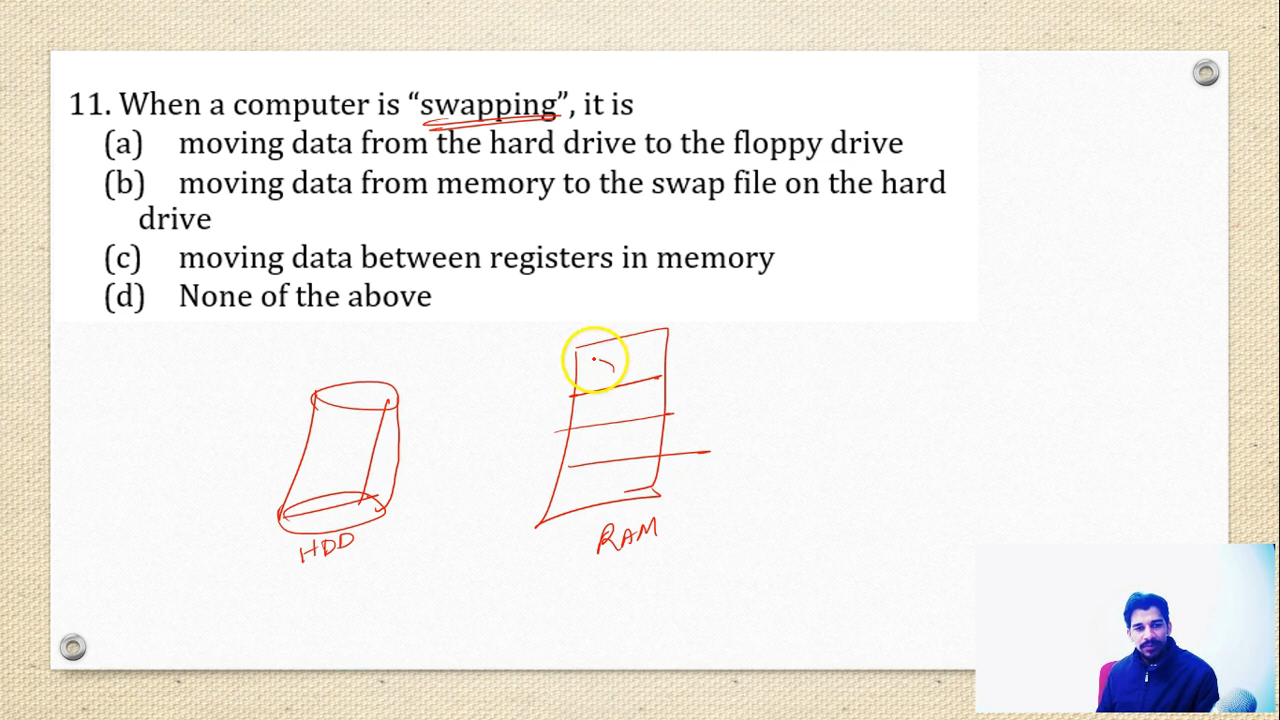 11. When a computer is “swapping”, it is
(a) moving data from the hard drive to the floppy drive
(b) moving data from memory to the swap file on the hard
drive
(c) moving data between registers in memory
(d) None of the above
HDD
RAM